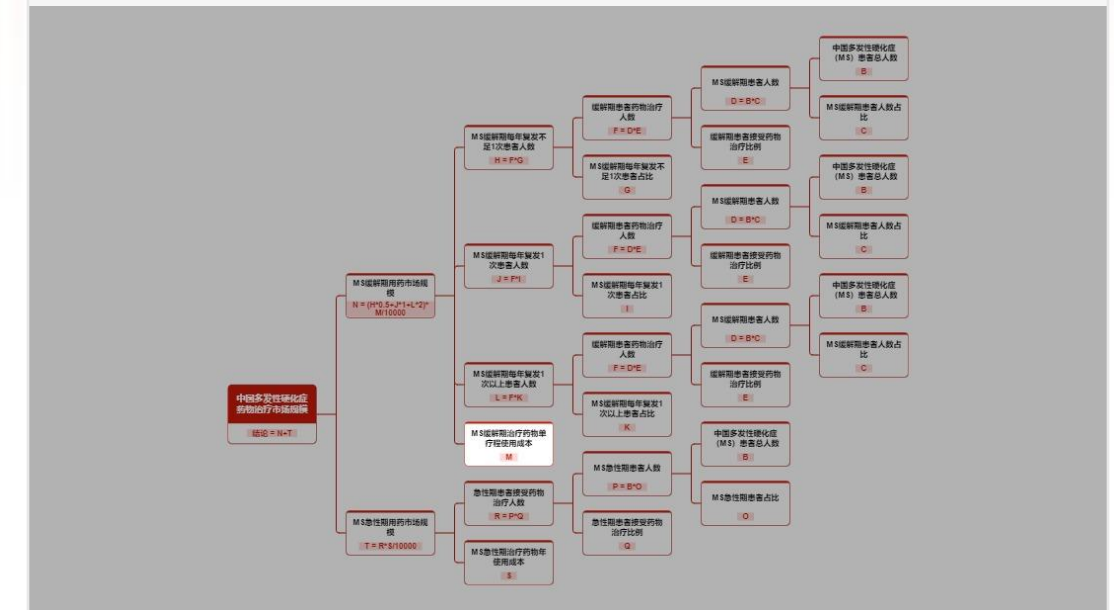 中国多发性硬化症
药物治疗市场规模
结论 = N+T
MS缓解期用药市场规
模
N = (H*0.5+J*1+L*2)*
M/10000
MS缓解期每年复发不
足1次患者人数
H = F*G
缓解期患者药物治疗
人数
F = D*E
MS缓解期患者人数
D = B*C
中国多发性硬化症
（MS）患者总人数
B
MS缓解期患者人数占
比
C
缓解期患者接受药物
治疗比例
E
MS缓解期每年复发不
足1次患者占比
G
MS缓解期每年复发1
次患者人数
J = F*I
缓解期患者药物治疗
人数
F = D*E
MS缓解期患者人数
D = B*C
中国多发性硬化症
（MS）患者总人数
B
MS缓解期患者人数占
比
C
缓解期患者接受药物
治疗比例
E
MS缓解期每年复发1
次患者占比
I
MS缓解期每年复发1
次以上患者人数
L = F*K
缓解期患者药物治疗
人数
F = D*E
MS缓解期患者人数
D = B*C
中国多发性硬化症
（MS）患者总人数
B
MS缓解期患者人数占
比
C
缓解期患者接受药物
治疗比例
E
MS缓解期每年复发1
次以上患者占比
K
MS缓解期治疗药物单
疗程使用成本
M
MS急性期用药市场规
模
T = R*S/10000
急性期患者接受药物
治疗人数
R = P*Q
MS急性期患者人数
P = B*O
中国多发性硬化症
（MS）患者总人数
B
MS急性期患者占比
O
急性期患者接受药物
治疗比例
Q
MS急性期治疗药物年
使用成本
S